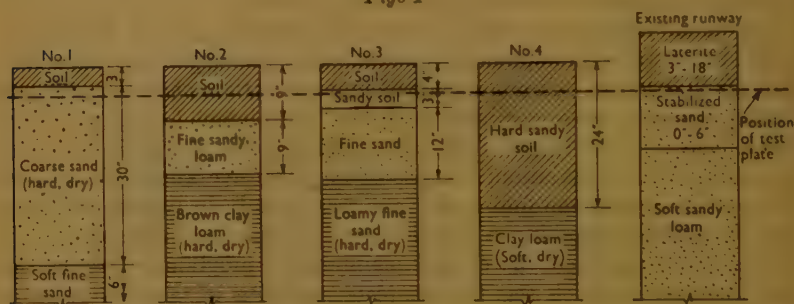 Existing runway
No.1
No.2
No.3
No.4
Soil
3"
Coarse sand
(hard, dry)
30"
Soft fine
sand
6"
Soil
9"
Fine sandy
loam
9"
Brown clay
loam
(hard, dry)
Soil
4"
Sandy soil
3"
Fine sand
12"
Loamy fine
sand
(hard, dry)
Hard sandy
soil
24"
Clay loam
(Soft, dry)
Laterite
3"- 18"
Stabilized
sand
0"- 6"
Soft sandy
loam
Position
of test
plate